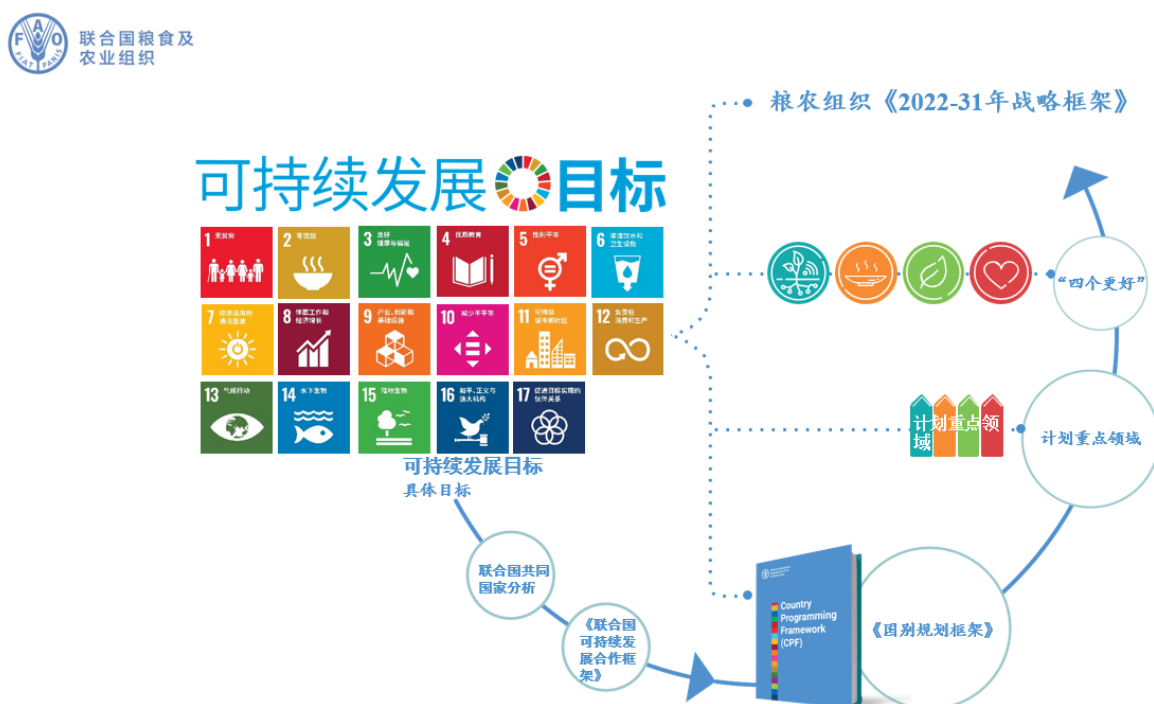 FAO
FIAT PANIS
联合国粮食及
农业组织
粮农组织《2022-31年战略框架》
可持续发展目标
1 无贫穷
2 零饥饿
3 良好
健康与福祉
4 优质教育
5 性别平等
6 清洁饮水和
卫生设施
7 经济适用的
清洁能源
8 体面工作和
经济增长
9 产业、创新和
基础设施
10 减少不平等
11 可持续
城市和社区
12 负责任
消费和生产
13 气候行动
14 水下生物
15 陆地生物
16 和平、正义与
强大机构
17 促进目标实现的
伙伴关系
“四个更好”
计划重点领
域
计划重点领域
可持续发展目标
具体目标
联合国共同
国家分析
《联合国
可持续发
展合作框
架》
Country
Programming
Framework
(CPF)
《国别规划框架》